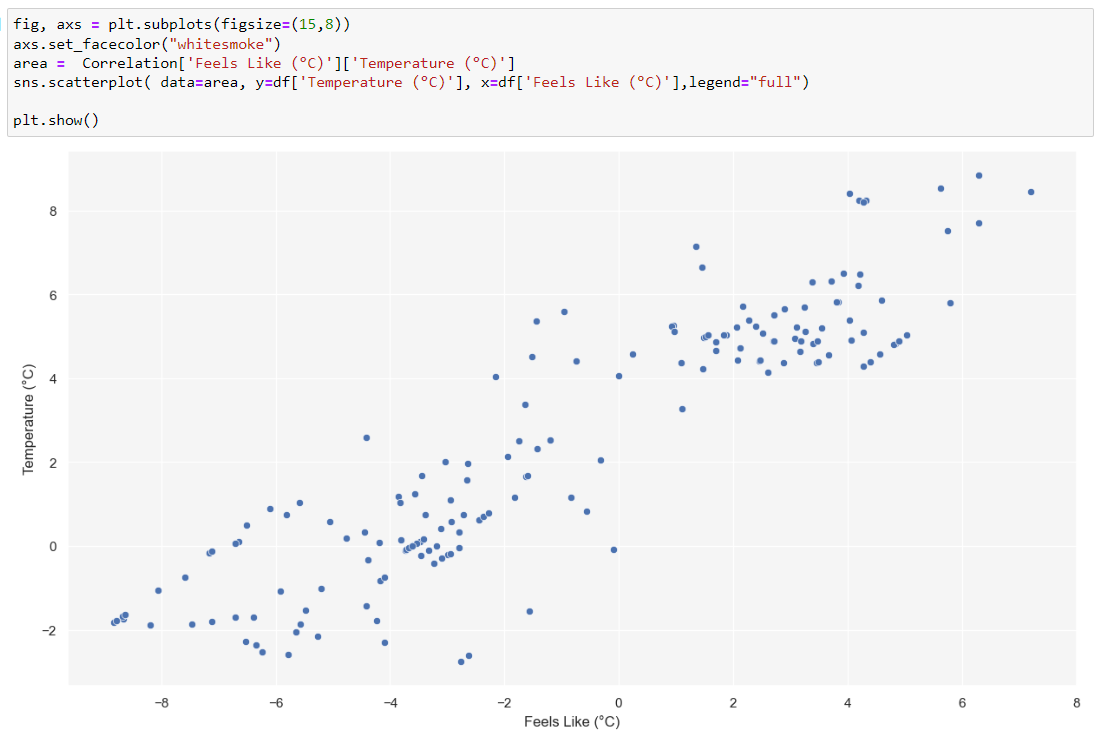 fig, axs = plt.subplots(figsize=(15,8))
axs.set_facecolor("whitesmoke")
area =  Correlation['Feels Like (°C)']['Temperature (°C)']
sns.scatterplot( data=area, y=df['Temperature (°C)'], x=df['Feels Like (°C)'],legend="full")
plt.show()
8
6
4
2
0
−2
Temperature (°C)
−8 −6 −4 −2 0 2 4 6 8
Feels Like (°C)